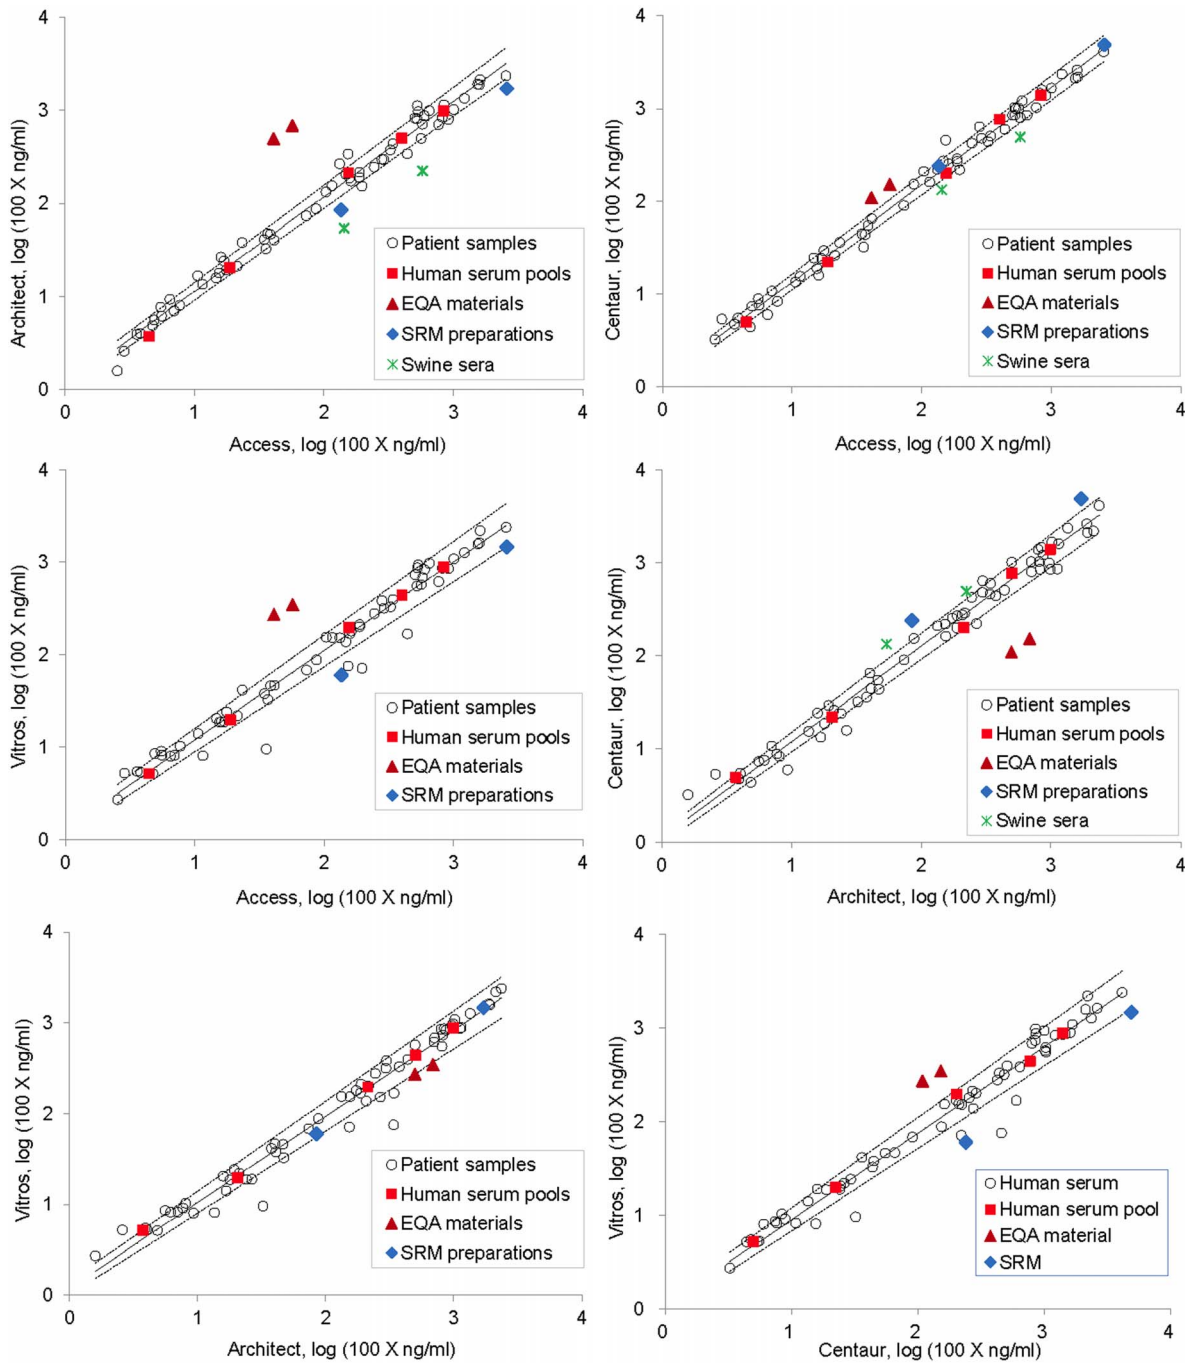 4
3
2
1
0
0
1
2
3
4
Architect, log (100 X ng/ml)
Access, log (100 X ng/ml)
Patient samples
Human serum pools
EQA materials
SRM preparations
Swine sera
4
3
2
1
0
0
1
2
3
4
Centaur, log (100 X ng/ml)
Access, log (100 X ng/ml)
Patient samples
Human serum pools
EQA materials
SRM preparations
Swine sera
4
3
2
1
0
0
1
2
3
4
Vitros, log (100 X ng/ml)
Access, log (100 X ng/ml)
Patient samples
Human serum pools
EQA materials
SRM preparations
4
3
2
1
0
0
1
2
3
4
Centaur, log (100 X ng/ml)
Architect, log (100 X ng/ml)
Patient samples
Human serum pools
EQA materials
SRM preparations
Swine sera
4
3
2
1
0
0
1
2
3
4
Vitros, log (100 X ng/ml)
Architect, log (100 X ng/ml)
Patient samples
Human serum pools
EQA materials
SRM preparations
4
3
2
1
0
0
1
2
3
4
Vitros, log (100 X ng/ml)
Centaur, log (100 X ng/ml)
Human serum
Human serum pool
EQA material
SRM